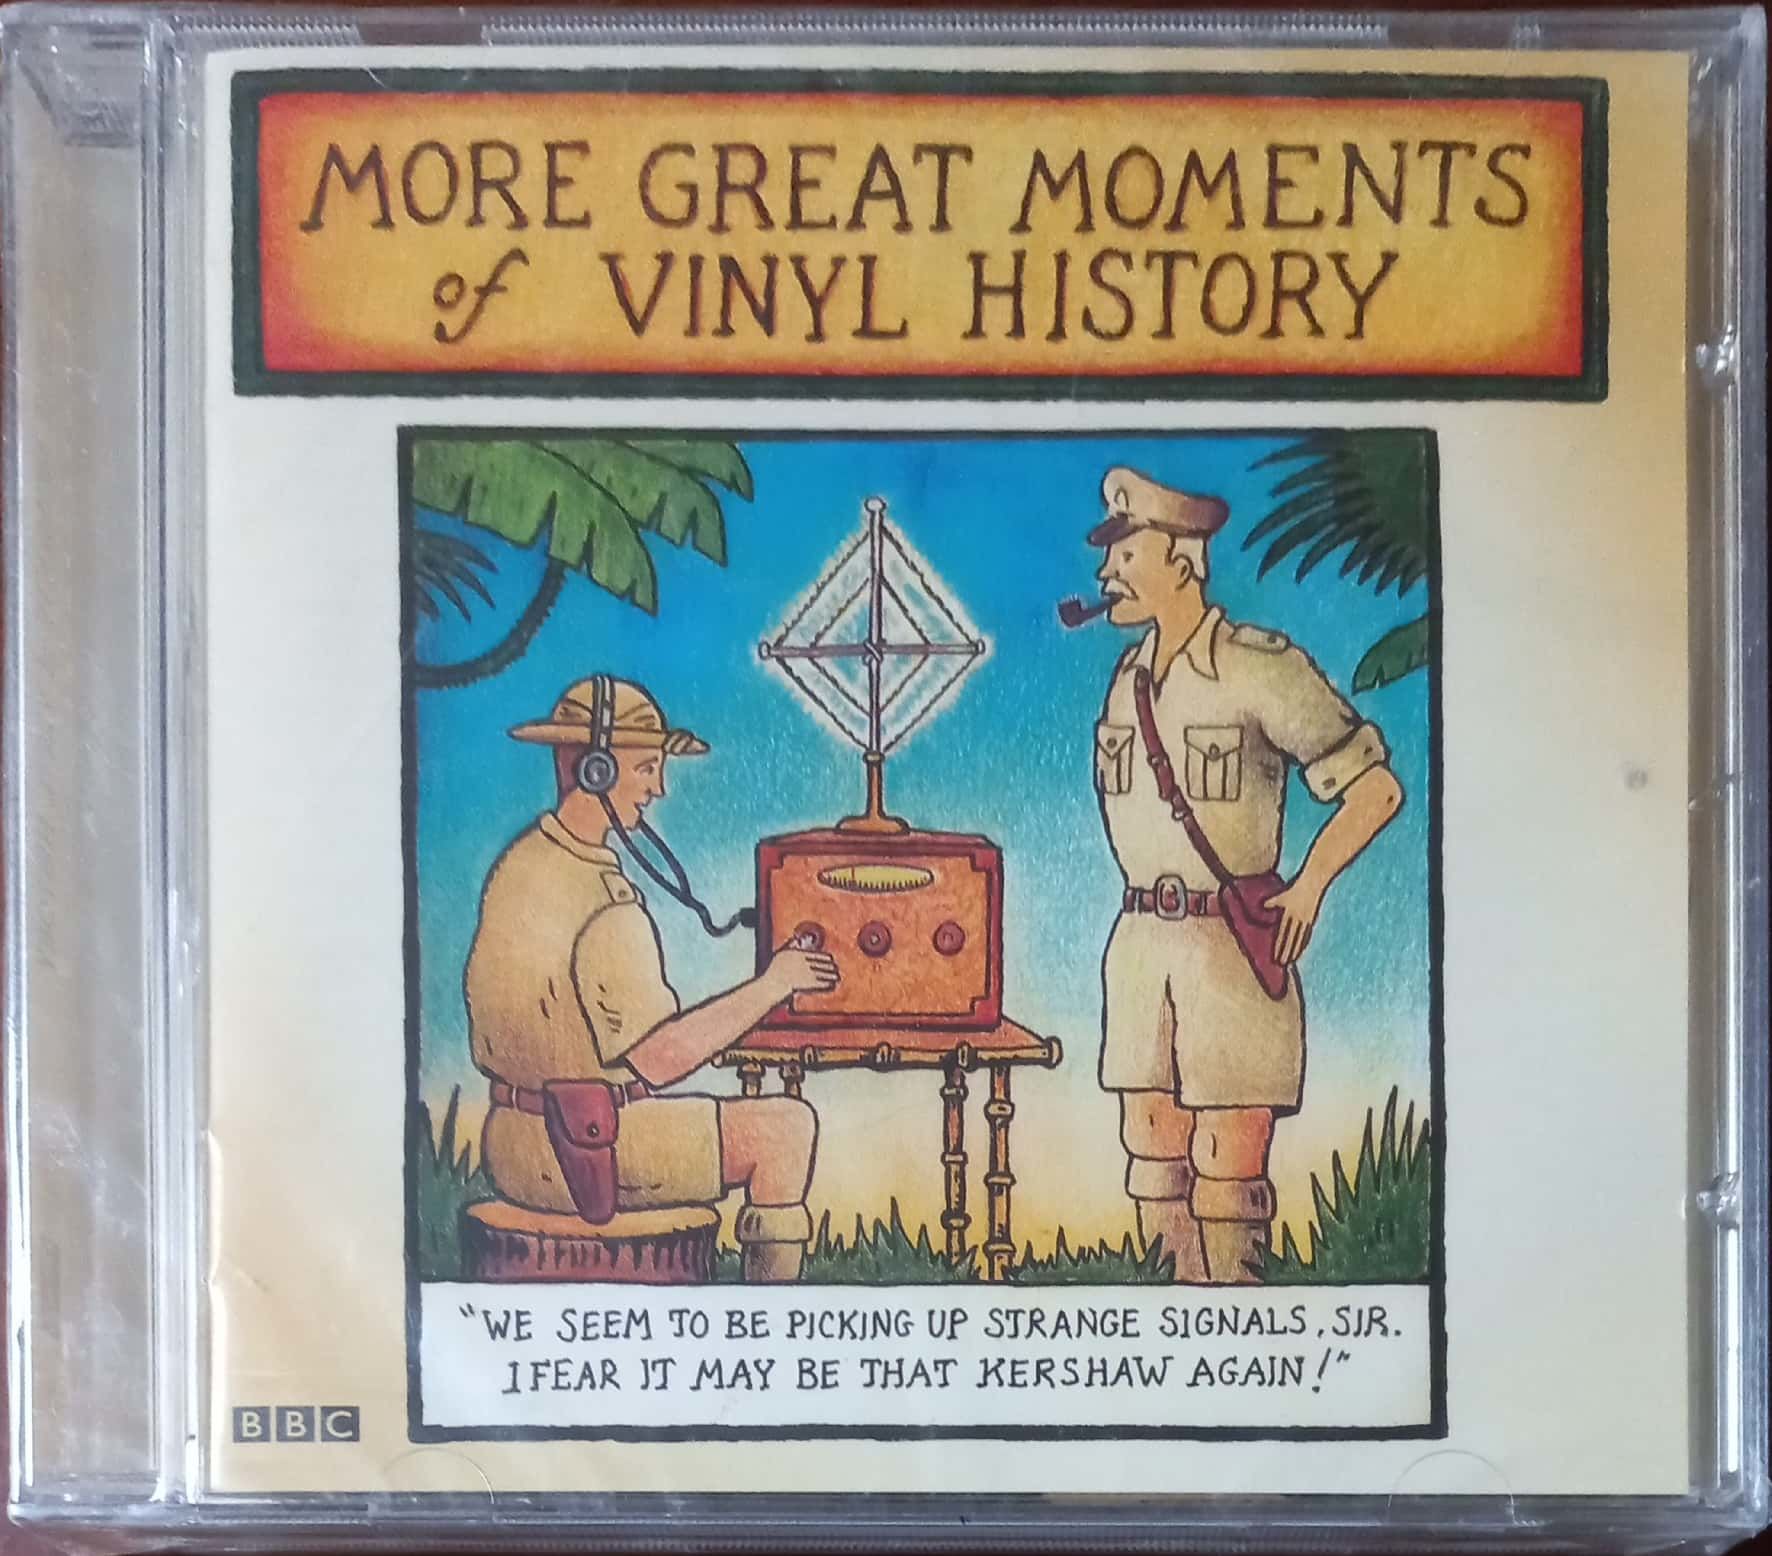 MORE GREAT MOMENTS
of VINYL HISTORY
"WE SEEM TO BE PICKING UP STRANGE SIGNALS, SIR.
I FEAR IT MAY BE THAT KERSHAW AGAIN!"
BBC